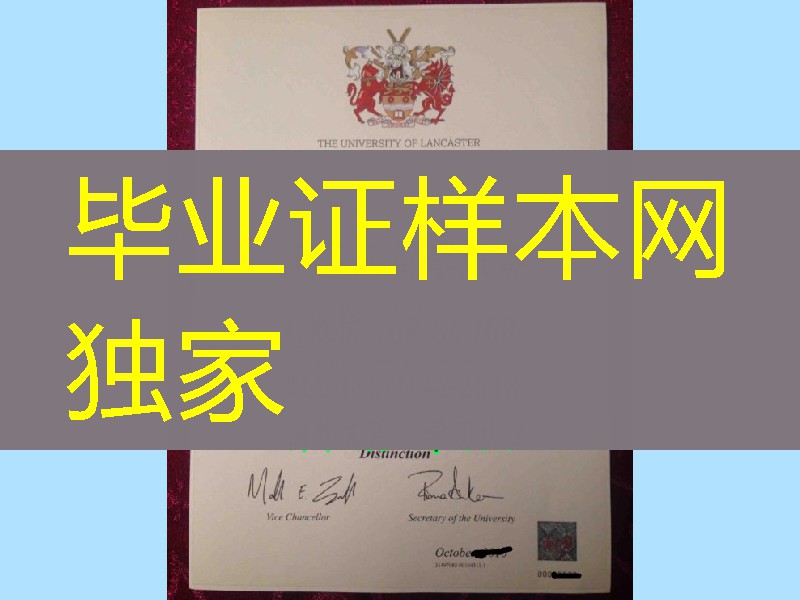 THE UNIVERSITY OF LANCASTER
毕业证样本网
独家
Distinction
Vice Chancellor
Secretary of the University